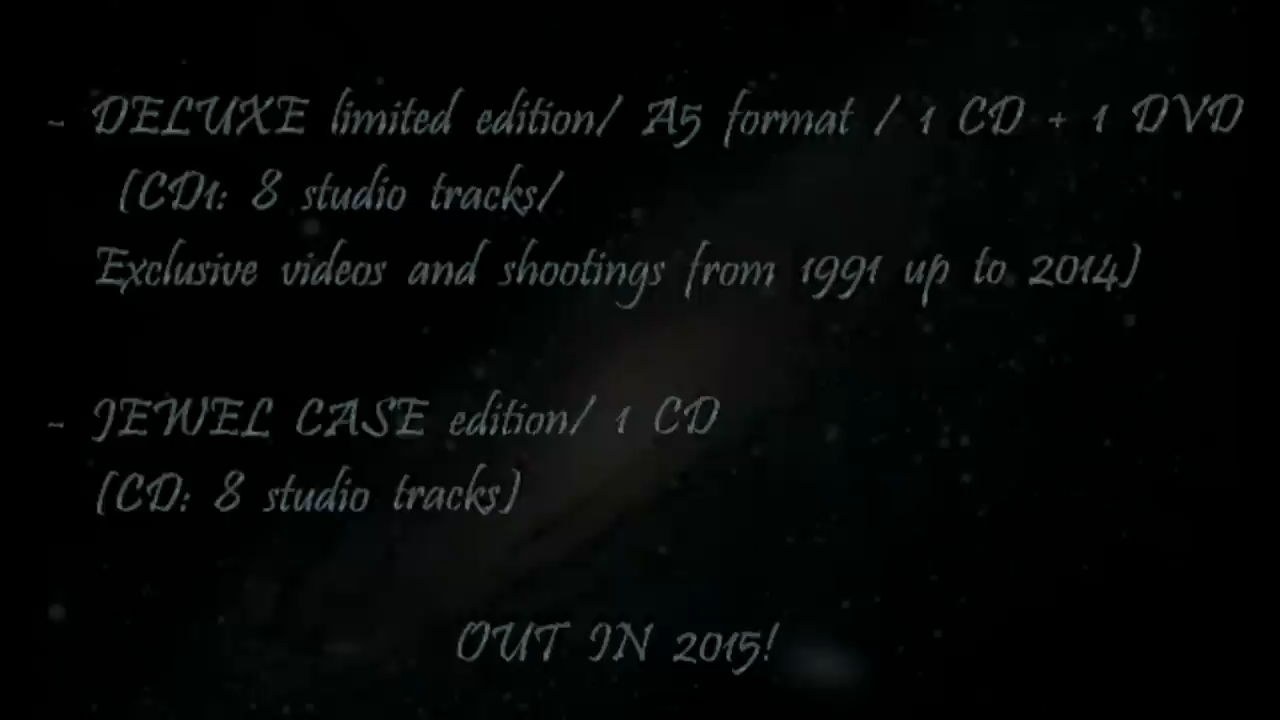 - DELUXE limited edition/ A5 format / 1 CD + 1 DVD
(CD1: 8 studio tracks/
Exclusive videos and shootings from 1991 up to 2014)
- JEWEL CASE edition/ 1 CD
(CD: 8 studio tracks)
OUT IN 2015!